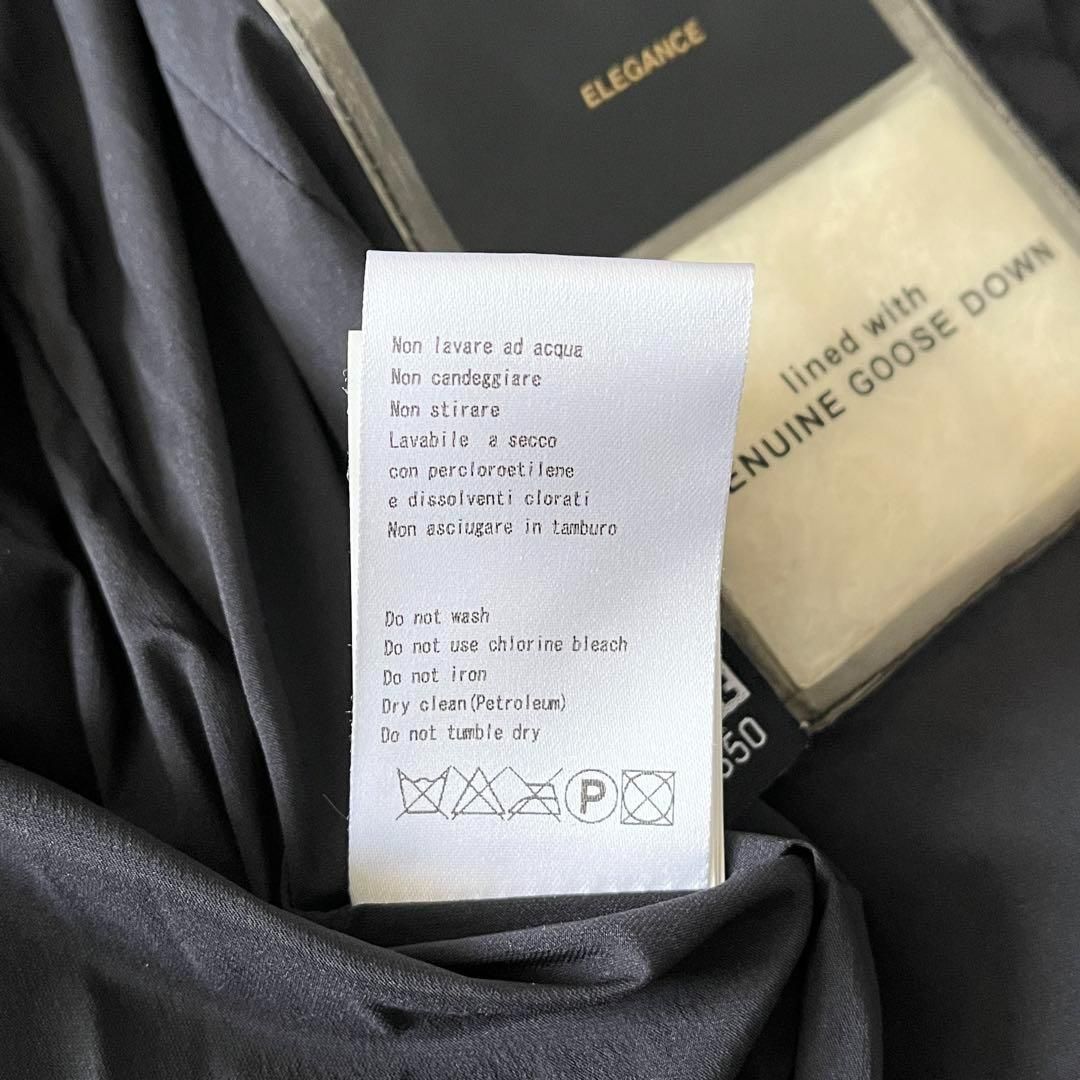 ELEGANCE
lined with
ENUINE GOOSE DOWN
Non lavare ad acqua
Non candeggiare
Non stirare
Lavabile a secco
con percloroetilene
e dissolventi clorati
Non asciugare in tamburo
Do not wash
Do not use chlorine bleach
Do not iron
Dry clean(Petroleum)
Do not tumble dry
P
50